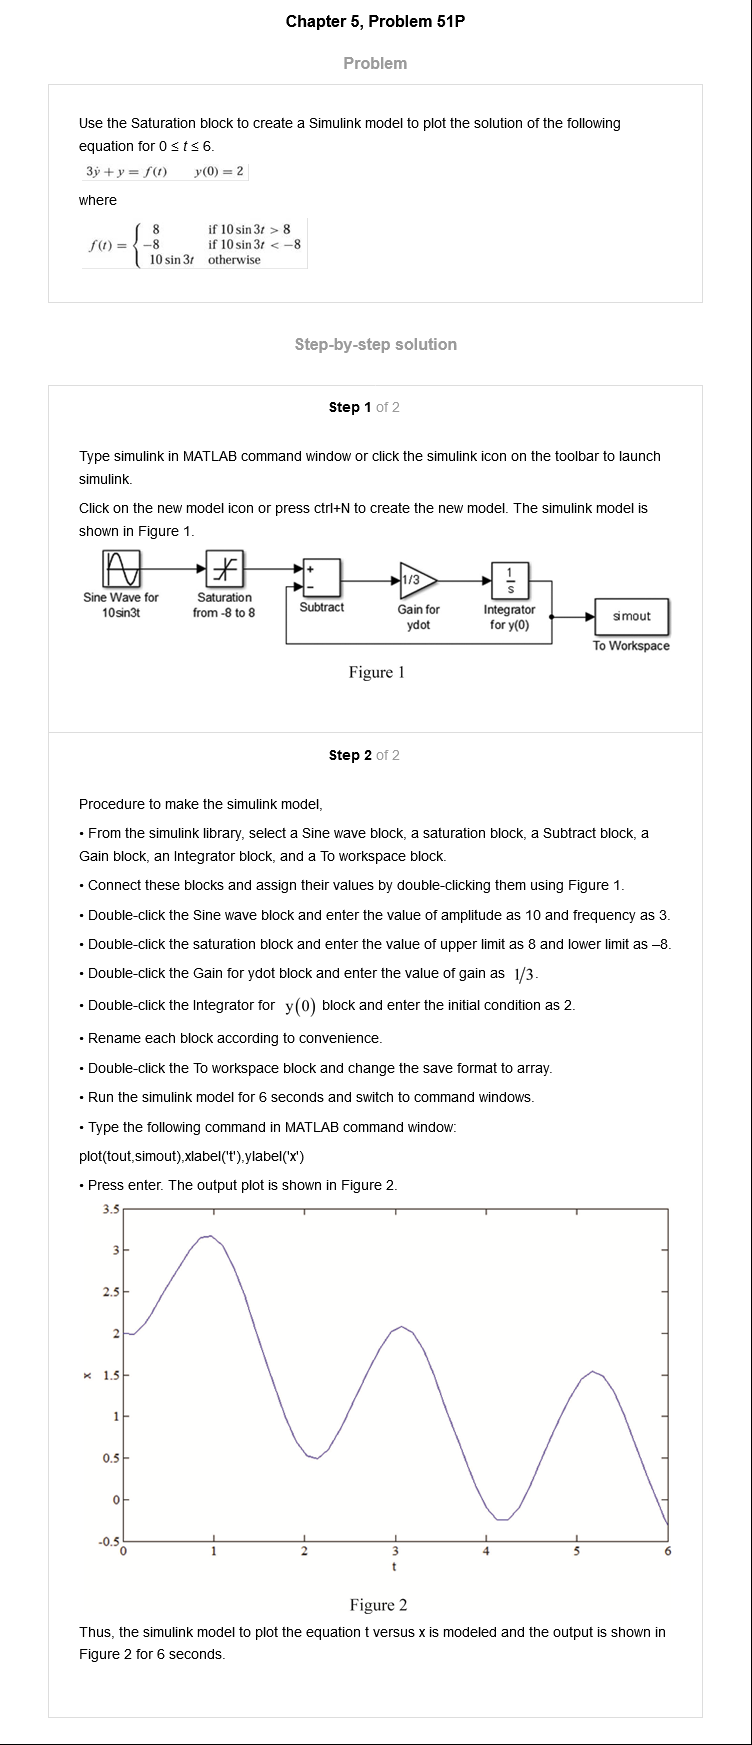 Chapter 5, Problem 51P
Problem
Use the Saturation block to create a Simulink model to plot the solution of the following
equation for 0 ≤ t ≤ 6.
3ẏ + y = f(t)   y(0) = 2
where
f(t) = { 8   if 10 sin 3t > 8
−8   if 10 sin 3t < −8
10 sin 3t   otherwise
Step-by-step solution
Step 1 of 2
Type simulink in MATLAB command window or click the simulink icon on the toolbar to launch
simulink.
Click on the new model icon or press ctrl+N to create the new model. The simulink model is
shown in Figure 1.
Sine Wave for
10sin3t
Saturation
from -8 to 8
+
−
Subtract
1/3
Gain for
ydot
1
s
Integrator
for y(0)
simout
To Workspace
Figure 1
Step 2 of 2
Procedure to make the simulink model,
• From the simulink library, select a Sine wave block, a saturation block, a Subtract block, a
Gain block, an Integrator block, and a To workspace block.
• Connect these blocks and assign their values by double-clicking them using Figure 1.
• Double-click the Sine wave block and enter the value of amplitude as 10 and frequency as 3.
• Double-click the saturation block and enter the value of upper limit as 8 and lower limit as –8.
• Double-click the Gain for ydot block and enter the value of gain as 1/3.
• Double-click the Integrator for y(0) block and enter the initial condition as 2.
• Rename each block according to convenience.
• Double-click the To workspace block and change the save format to array.
• Run the simulink model for 6 seconds and switch to command windows.
• Type the following command in MATLAB command window:
plot(tout,simout),xlabel('t'),ylabel('x')
• Press enter. The output plot is shown in Figure 2.
3.5
3
2.5
2
x
1.5
1
0.5
0
-0.5
0 1 2 3 4 5 6
t
Figure 2
Thus, the simulink model to plot the equation t versus x is modeled and the output is shown in
Figure 2 for 6 seconds.